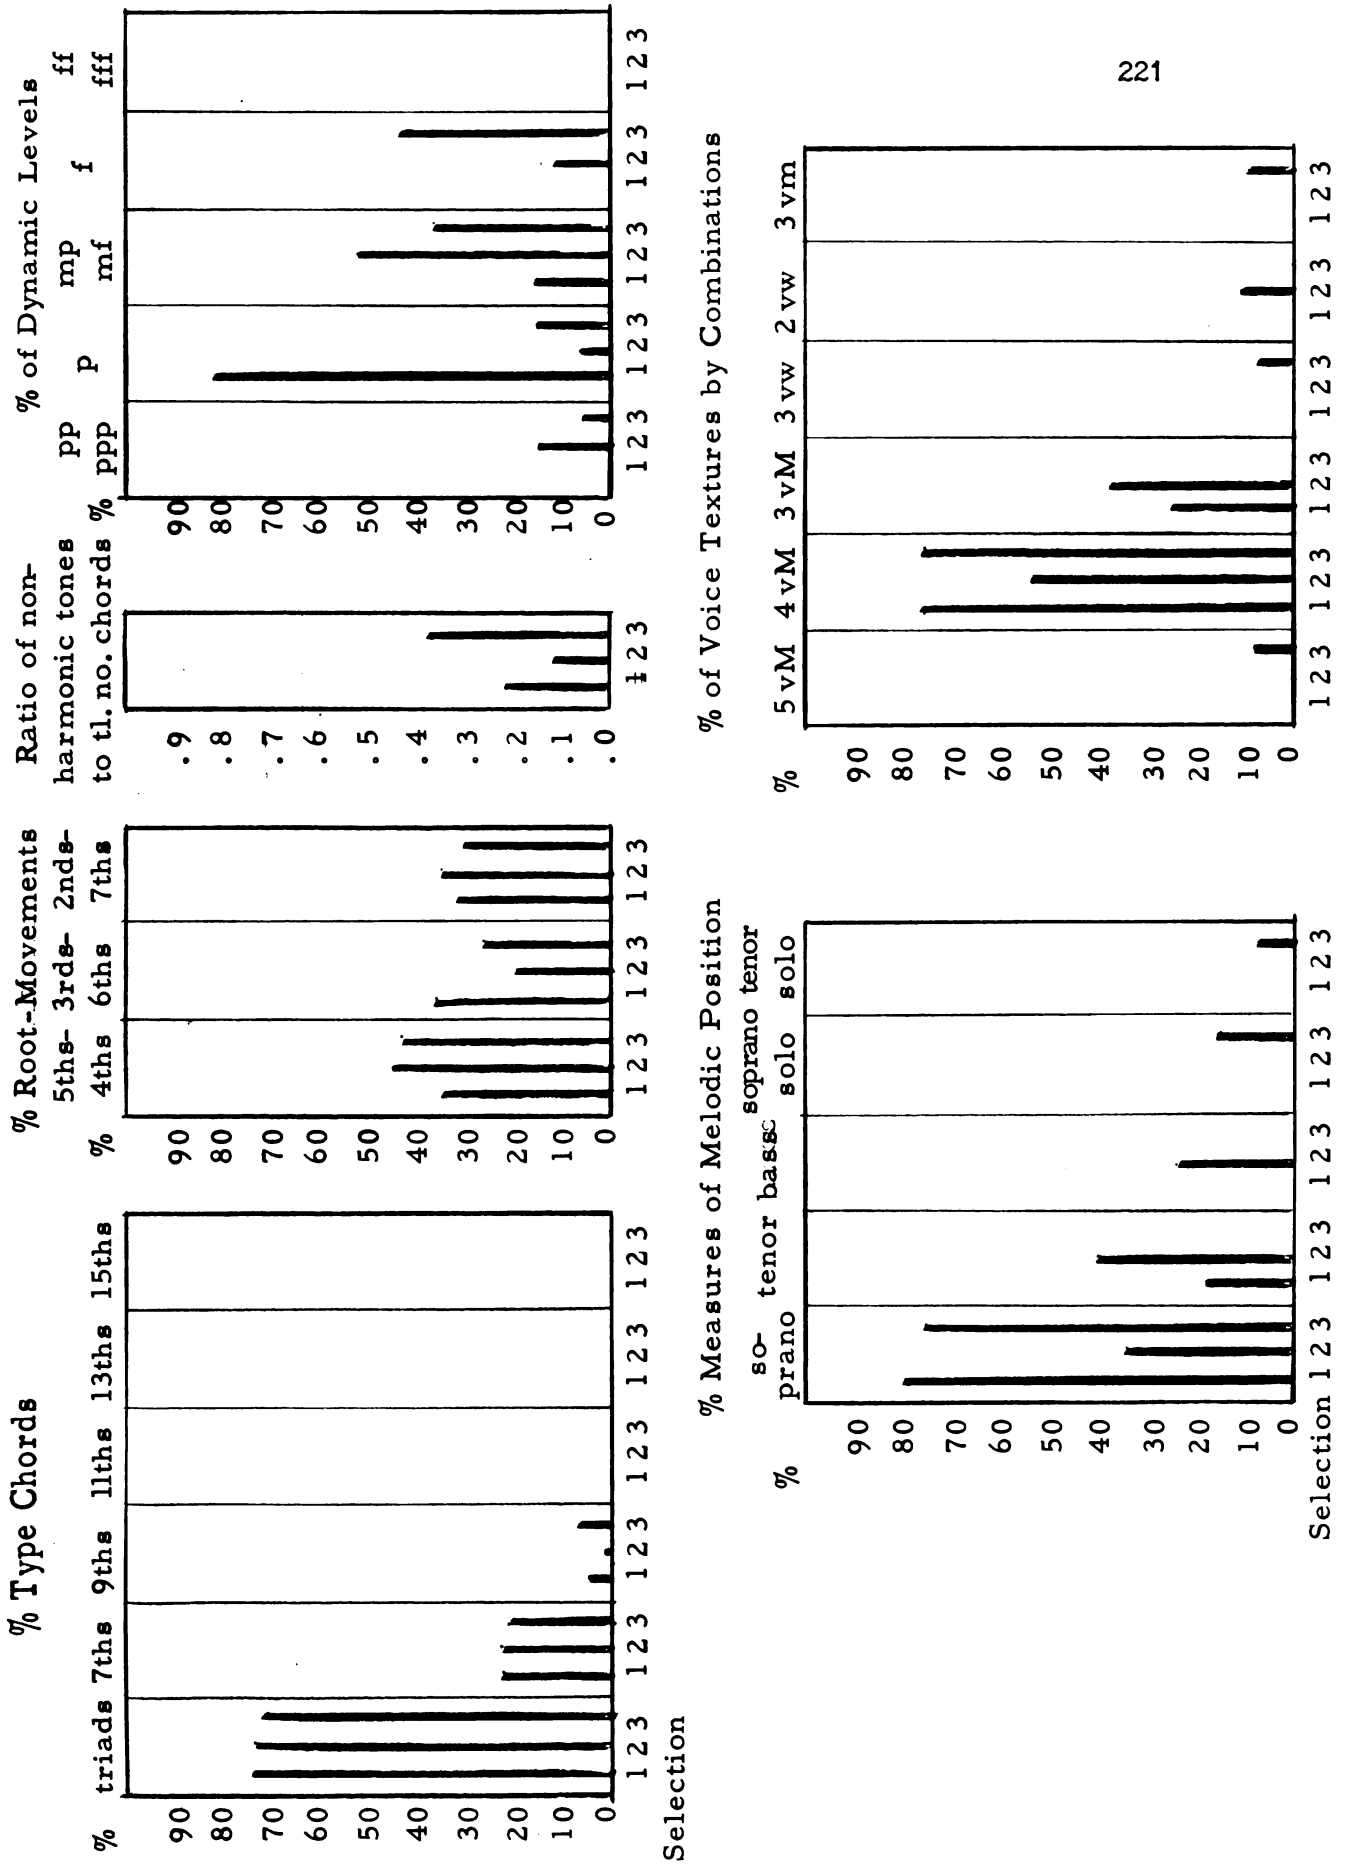 221
% Type Chords
triads 7ths 9ths 11ths 13ths 15ths
%
90
80
70
60
50
40
30
20
10
0
1 2 3 1 2 3 1 2 3 1 2 3 1 2 3 1 2 3
Selection
% Root-Movements
5ths- 3rds- 2nds-
4ths 6ths 7ths
%
90
80
70
60
50
40
30
20
10
0
1 2 3 1 2 3 1 2 3
Ratio of non-
harmonic tones
to tl. no. chords
.9
.8
.7
.6
.5
.4
.3
.2
.1
.0
1 2 3
% of Dynamic Levels
pp p mp f ff
ppp mf fff
%
90
80
70
60
50
40
30
20
10
0
1 2 3 1 2 3 1 2 3 1 2 3 1 2 3
% Measures of Melodic Position
so- soprano tenor
prano tenor bass solo solo
%
90
80
70
60
50
40
30
20
10
0
Selection 1 2 3 1 2 3 1 2 3 1 2 3 1 2 3
% of Voice Textures by Combinations
5 vM 4 vM 3 vM 3 vw 2 vw 3 vm
%
90
80
70
60
50
40
30
20
10
0
1 2 3 1 2 3 1 2 3 1 2 3 1 2 3 1 2 3